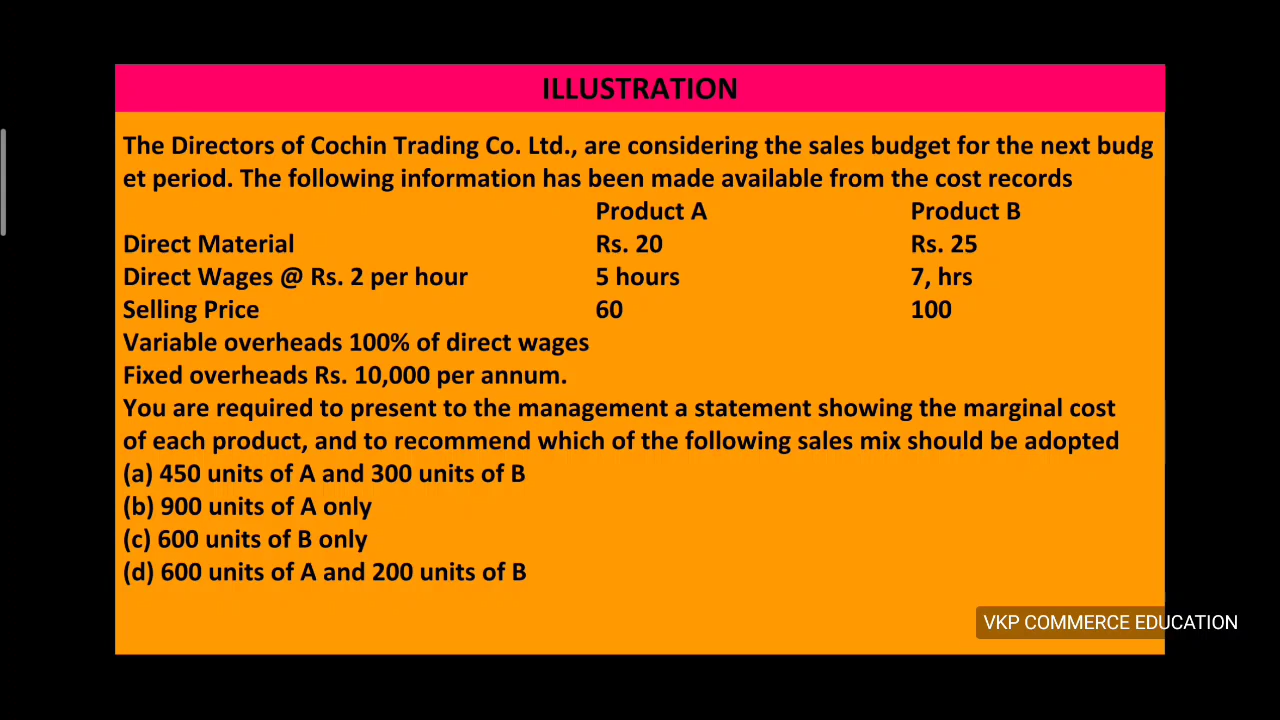 ILLUSTRATION
The Directors of Cochin Trading Co. Ltd., are considering the sales budget for the next budg
et period. The following information has been made available from the cost records
Product A Product B
Direct Material Rs. 20 Rs. 25
Direct Wages @ Rs. 2 per hour 5 hours 7, hrs
Selling Price 60 100
Variable overheads 100% of direct wages
Fixed overheads Rs. 10,000 per annum.
You are required to present to the management a statement showing the marginal cost
of each product, and to recommend which of the following sales mix should be adopted
(a) 450 units of A and 300 units of B
(b) 900 units of A only
(c) 600 units of B only
(d) 600 units of A and 200 units of B
VKP COMMERCE EDUCATION